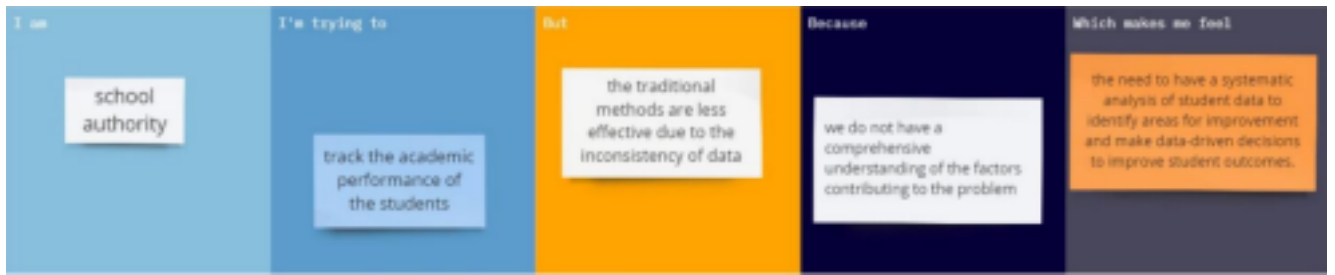 I am
school
authority
I'm trying to
track the academic
performance of
the students
But
the traditional
methods are less
effective due to the
inconsistency of data
Because
we do not have a
comprehensive
understanding of the factors
contributing to the problem
Which makes me feel
the need to have a systematic
analysis of student data to
identify areas for improvement
and make data-driven decisions
to improve student outcomes.